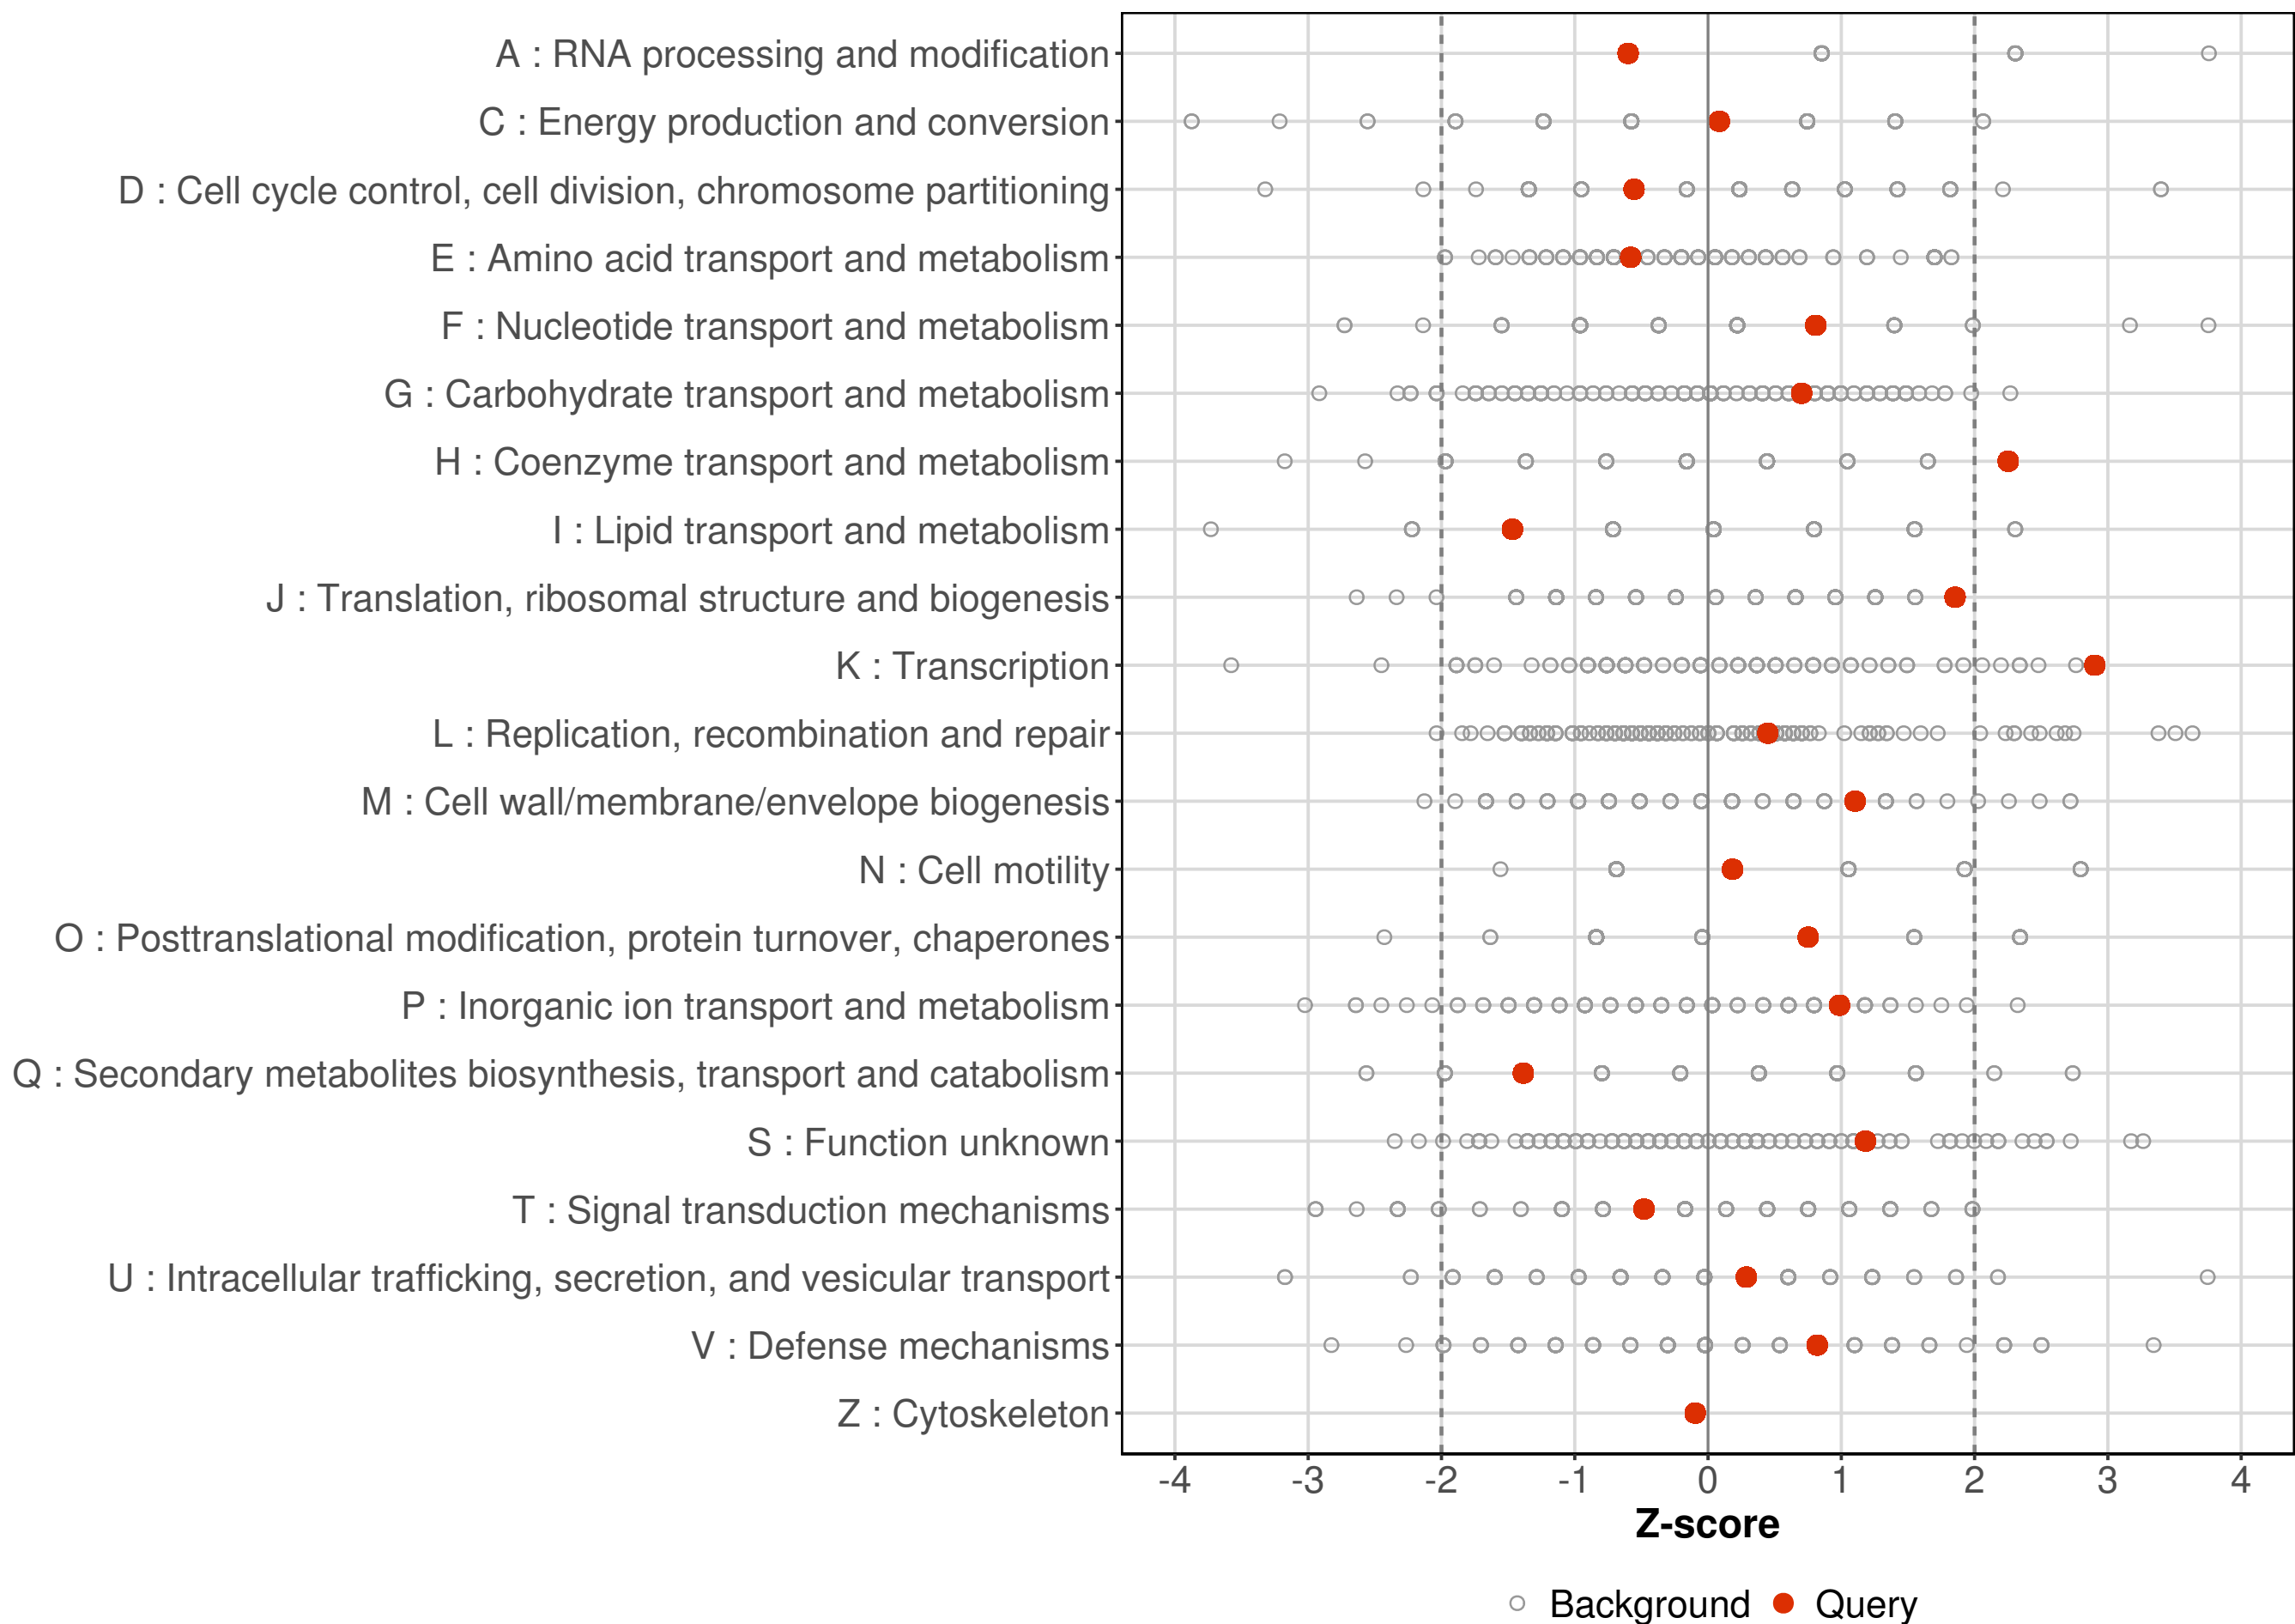 A : RNA processing and modification
C : Energy production and conversion
D : Cell cycle control, cell division, chromosome partitioning
E : Amino acid transport and metabolism
F : Nucleotide transport and metabolism
G : Carbohydrate transport and metabolism
H : Coenzyme transport and metabolism
I : Lipid transport and metabolism
J : Translation, ribosomal structure and biogenesis
K : Transcription
L : Replication, recombination and repair
M : Cell wall/membrane/envelope biogenesis
N : Cell motility
O : Posttranslational modification, protein turnover, chaperones
P : Inorganic ion transport and metabolism
Q : Secondary metabolites biosynthesis, transport and catabolism
S : Function unknown
T : Signal transduction mechanisms
U : Intracellular trafficking, secretion, and vesicular transport
V : Defense mechanisms
Z : Cytoskeleton
-4 -3 -2 -1 0 1 2 3 4
Z-score
Background Query